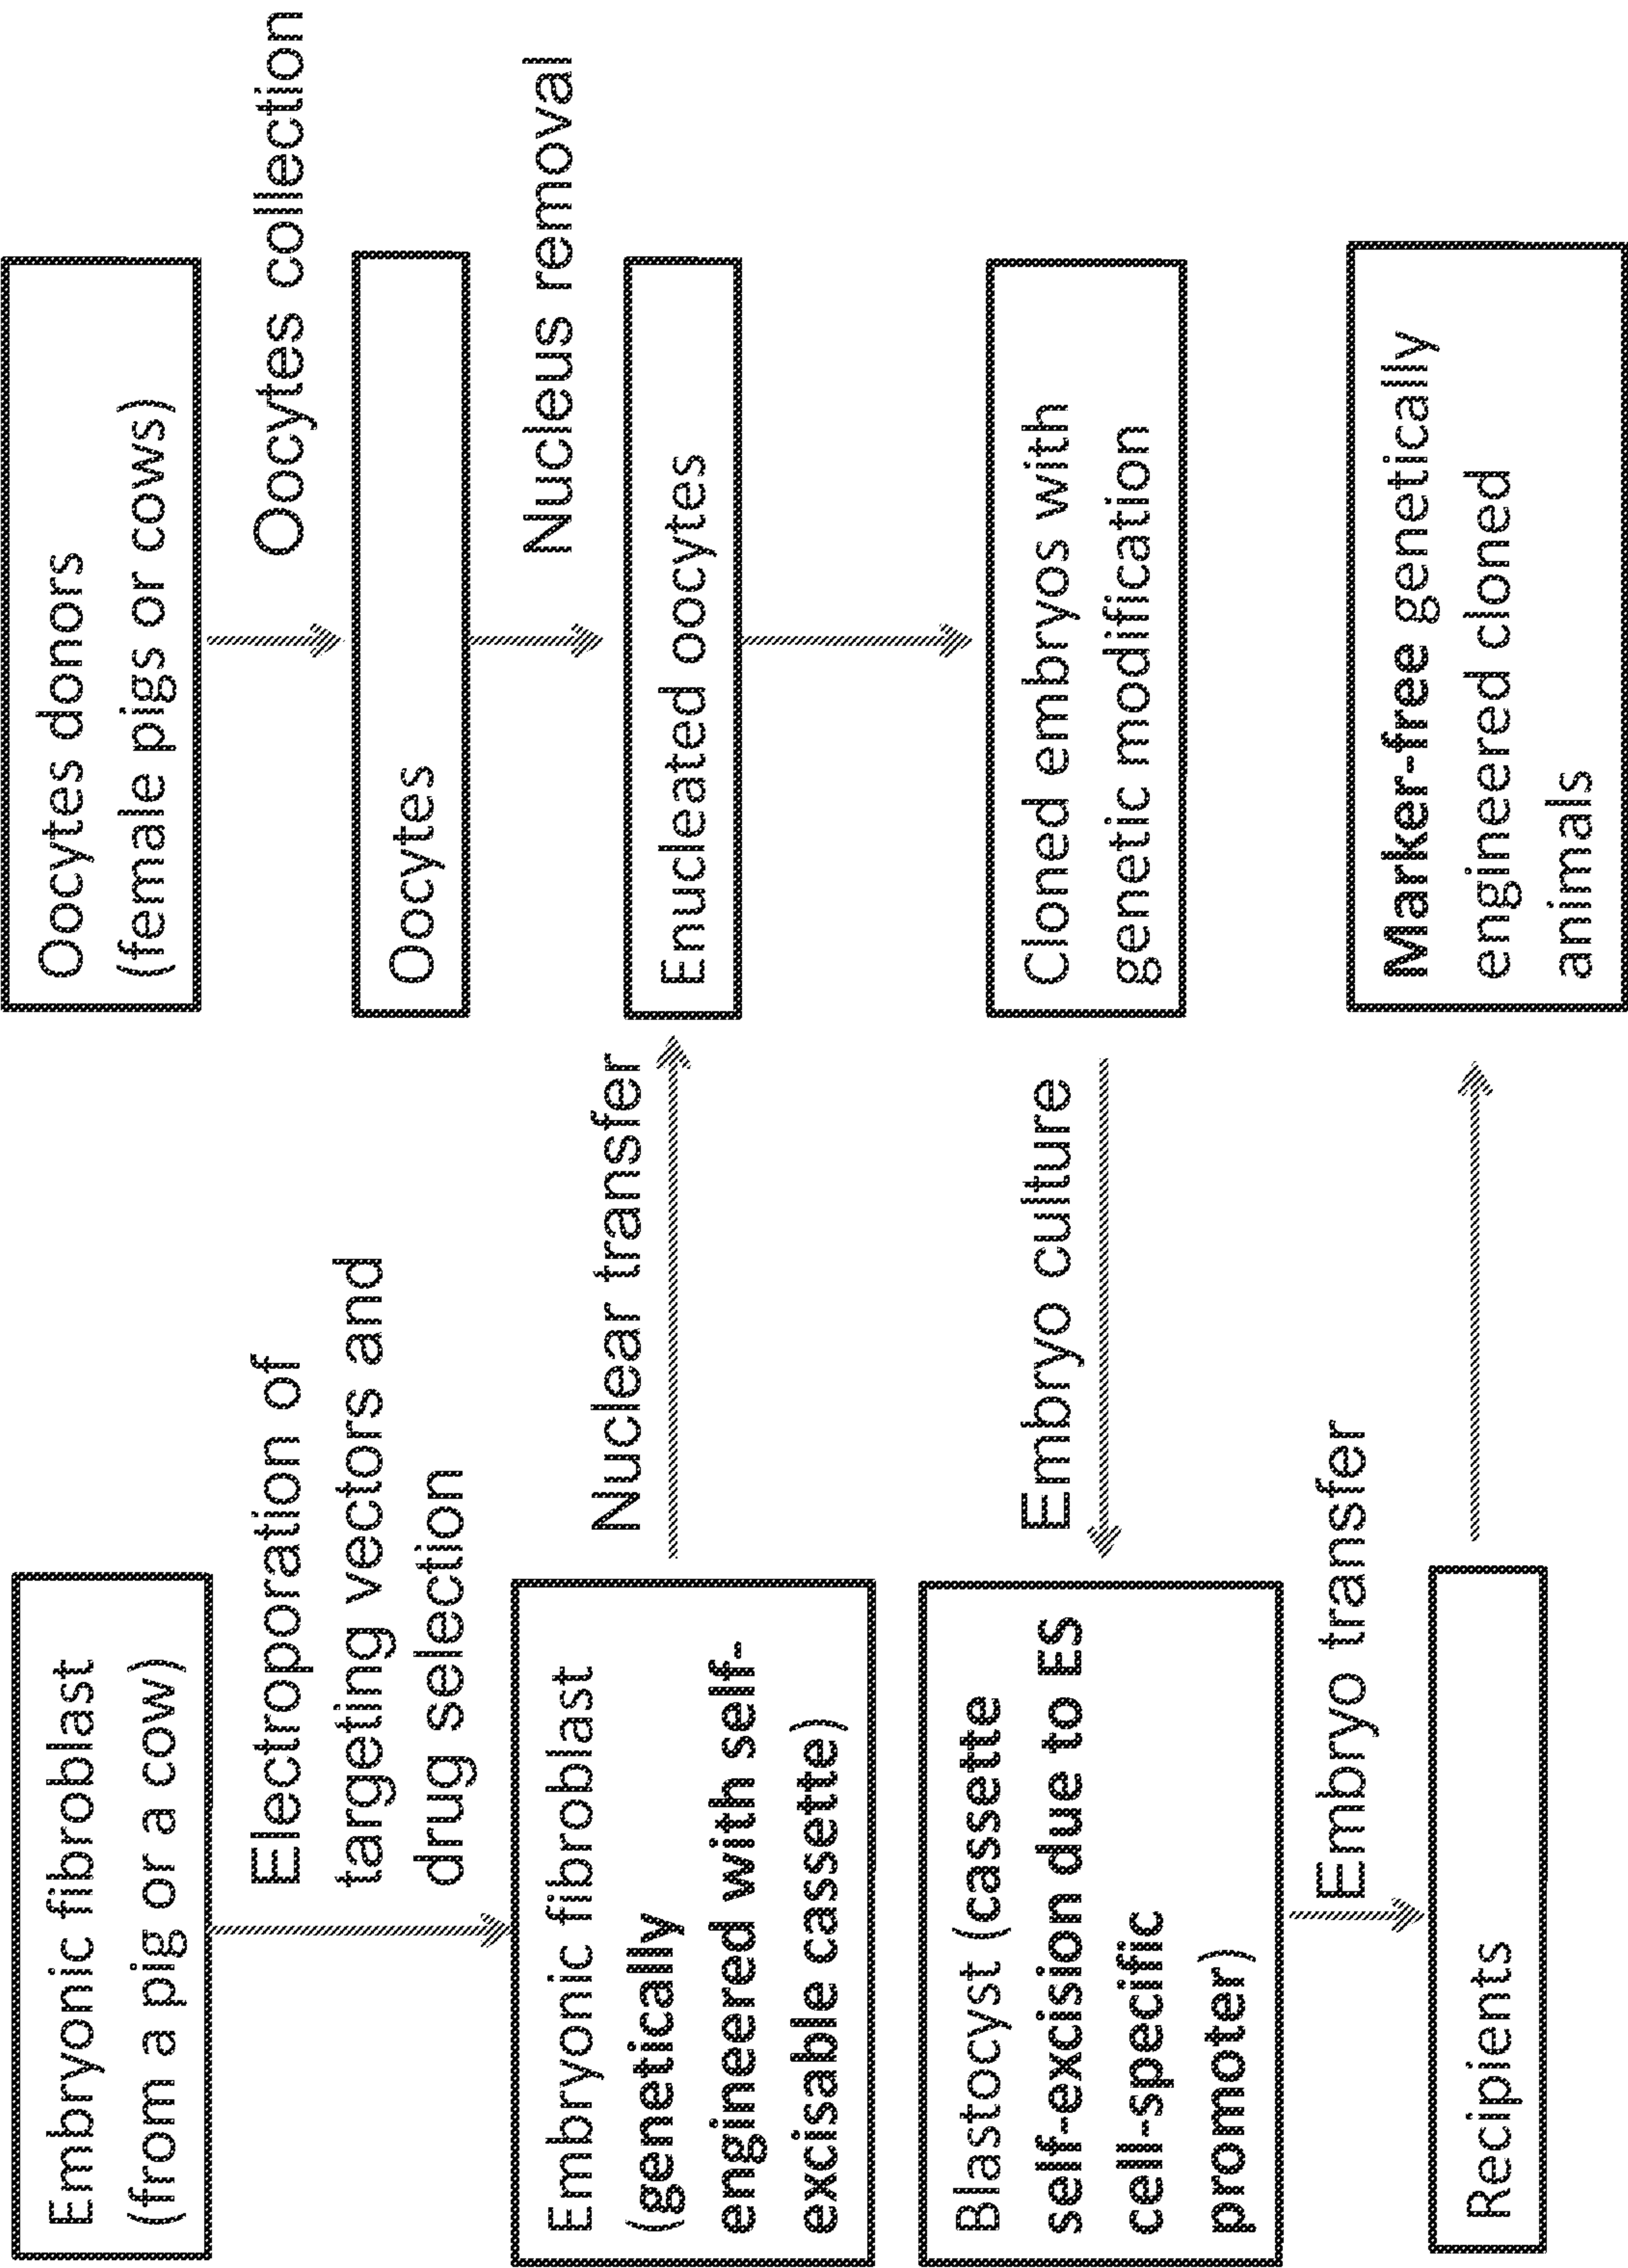 Embryonic fibroblast
(from a pig or a cow)
Electroporation of
targeting vectors and
drug selection
Embryonic fibroblast
(genetically
engineered with self-
excisable cassette)
Nuclear transfer
Oocytes donors
(female pigs or cows)
Oocytes collection
Oocytes
Nucleus removal
Enucleated oocytes
Cloned embryos with
genetic modification
Embryo culture
Blastocyst (cassette
self-excision due to ES
cell-specific
promoter)
Embryo transfer
Recipients
Marker-free genetically
engineered cloned
animals